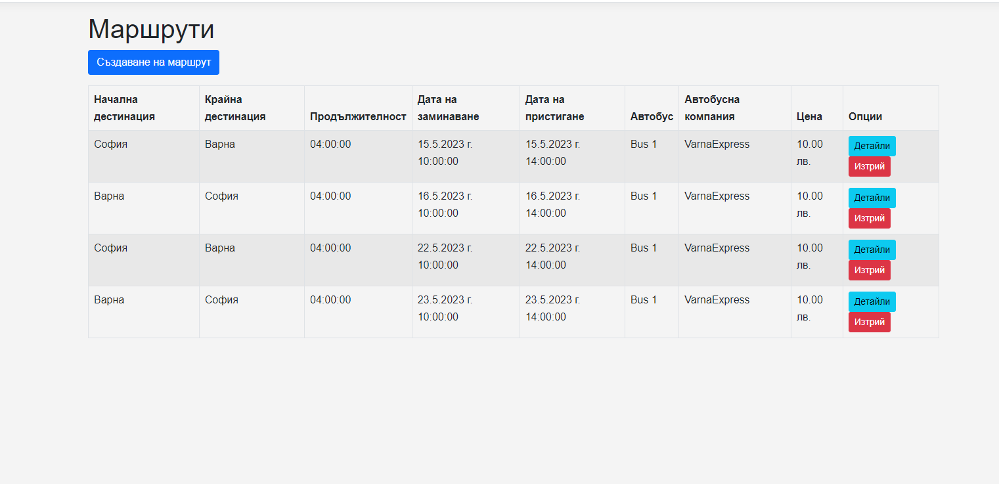 Маршрути
Създаване на маршрут
Начална дестинация Крайна дестинация Продължителност Дата на заминаване Дата на пристигане Автобус Автобусна компания Цена Опции
София Варна 04:00:00 15.5.2023 г. 10:00:00 15.5.2023 г. 14:00:00 Bus 1 VarnaExpress 10.00 лв. Детайли Изтрий
Варна София 04:00:00 16.5.2023 г. 10:00:00 16.5.2023 г. 14:00:00 Bus 1 VarnaExpress 10.00 лв. Детайли Изтрий
София Варна 04:00:00 22.5.2023 г. 10:00:00 22.5.2023 г. 14:00:00 Bus 1 VarnaExpress 10.00 лв. Детайли Изтрий
Варна София 04:00:00 23.5.2023 г. 10:00:00 23.5.2023 г. 14:00:00 Bus 1 VarnaExpress 10.00 лв. Детайли Изтрий